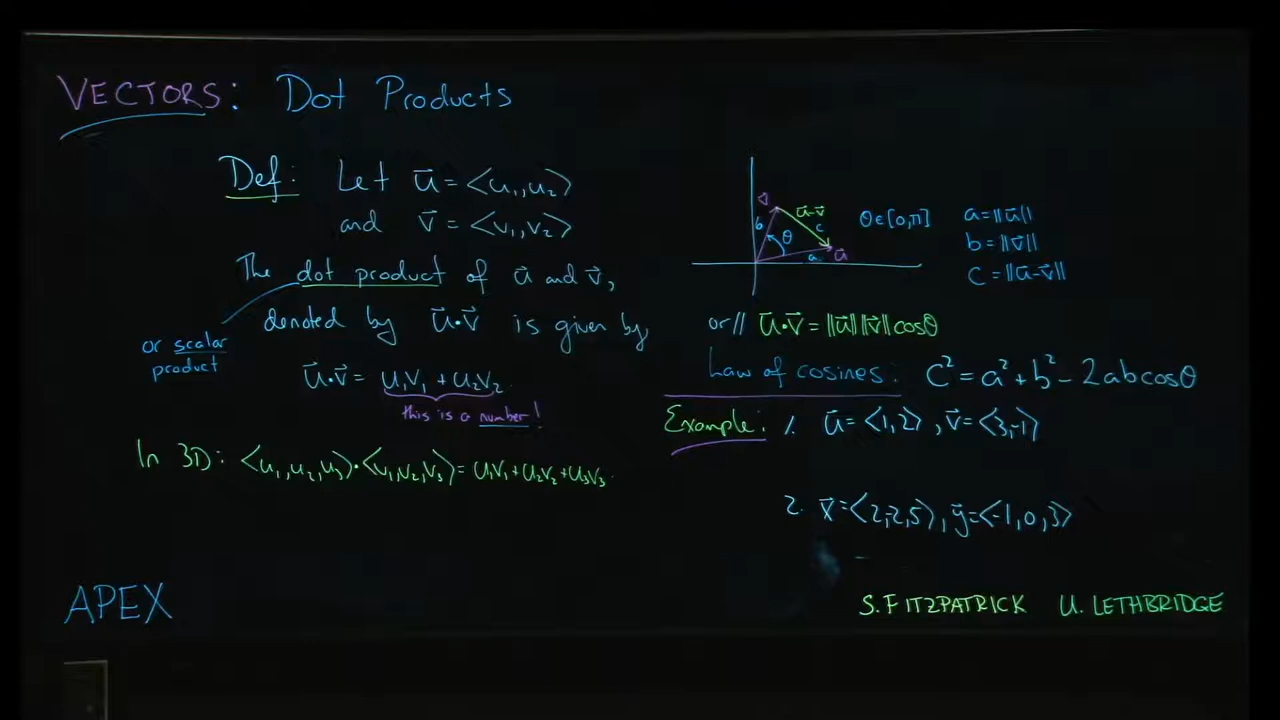 VECTORS: Dot Products
Def: Let u⃗ = <u₁,u₂>
and v⃗ = <v₁,v₂>
The dot product of u⃗ and v⃗,
denoted by u⃗·v⃗ is given by,
or scalar
product
u⃗·v⃗ = u₁v₁ + u₂v₂
this is a number!
In 3D: <u₁,u₂,u₃>·<v₁,v₂,v₃> = u₁v₁+u₂v₂+u₃v₃.
APEX
v⃗
u⃗-v⃗
b
c
θ
a
u⃗
θ∈[0,π]
a=||u⃗||
b=||v⃗||
c=||u⃗-v⃗||
or// u⃗·v⃗ = ||u⃗|| ||v⃗|| cosθ
Law of cosines: c² = a² + b² - 2abcosθ
Example: 1. u⃗ = <1,2>, v⃗ = <3,-1>
2. x⃗ = <2,-2,5>, y⃗ = <-1,0,3>
S. FITZPATRICK U. LETHBRIDGE